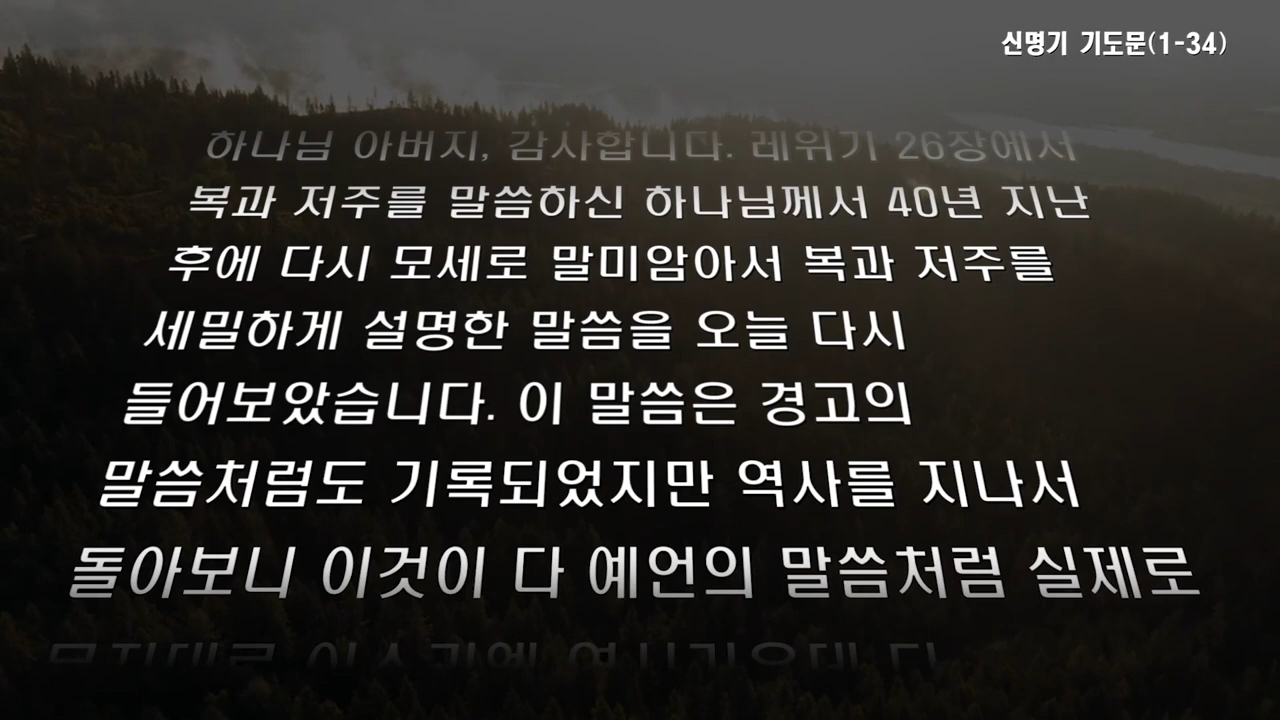 신명기 기도문(1-34)
하나님 아버지, 감사합니다. 레위기 26장에서
복과 저주를 말씀하신 하나님께서 40년 지난
후에 다시 모세로 말미암아서 복과 저주를
세밀하게 설명한 말씀을 오늘 다시
들어보았습니다. 이 말씀은 경고의
말씀처럼도 기록되었지만 역사를 지나서
돌아보니 이것이 다 예언의 말씀처럼 실제로